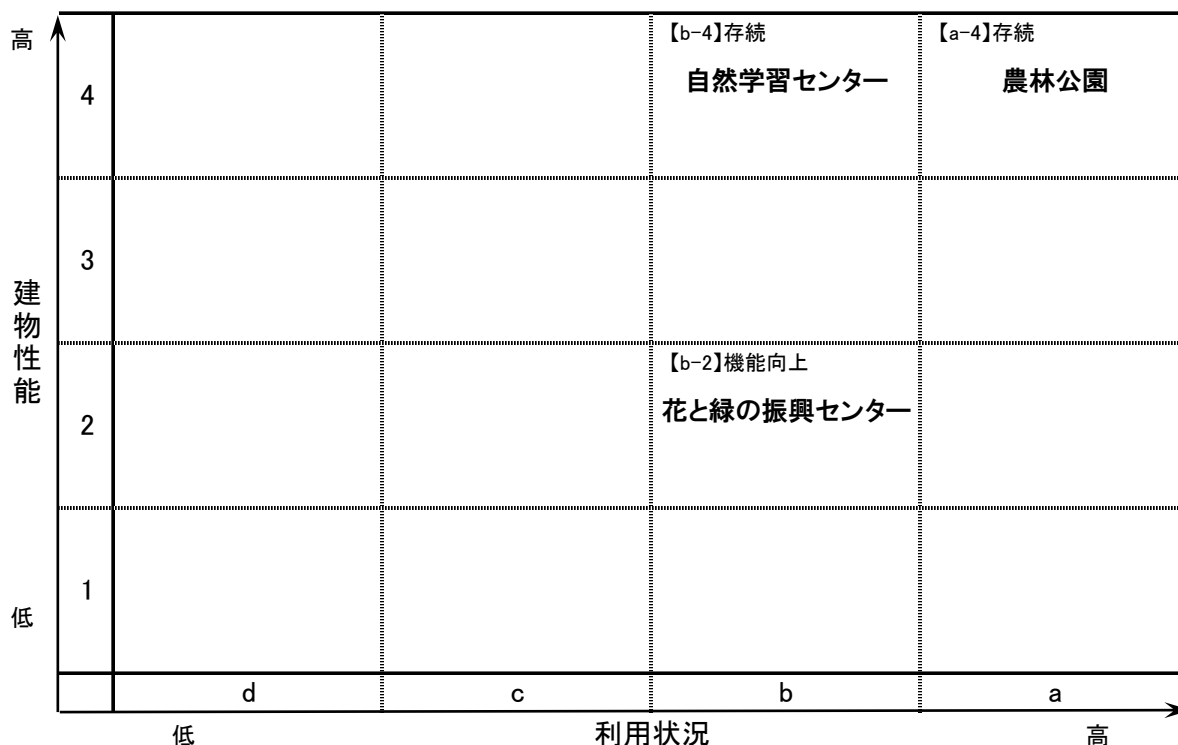 高
4
【b-4】存続
自然学習センター
【a-4】存続
農林公園
3
建物性能
【b-2】機能向上
花と緑の振興センター
2
1
低
d
c
b
a
低
利用状況
高